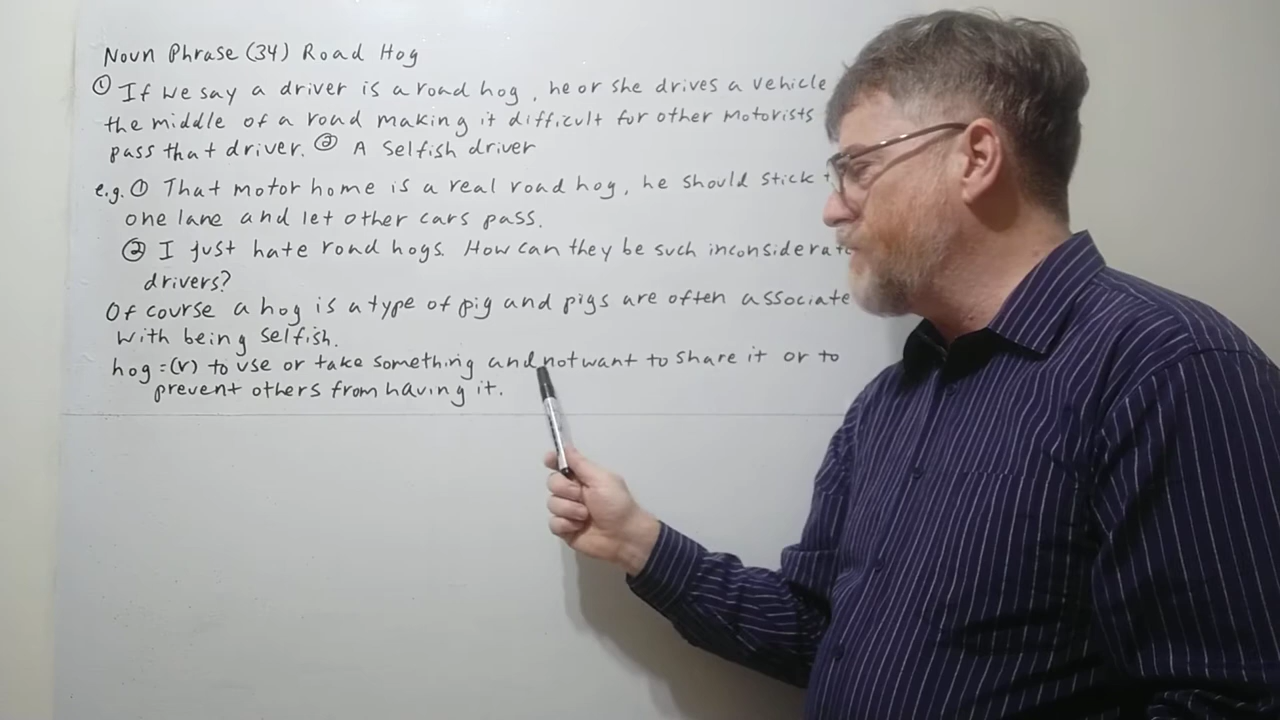 Noun Phrase (34) Road Hog
① If we say a driver is a road hog, he or she drives a vehicle
the middle of a road making it difficult for other motorists
pass that driver. ② A selfish driver
e.g. ① That motor home is a real road hog, he should stick t
one lane and let other cars pass.
② I just hate road hogs. How can they be such inconsiderate
drivers?
Of course a hog is a type of pig and pigs are often associate
with being selfish.
hog = (v) to use or take something and not want to share it or to
prevent others from having it.